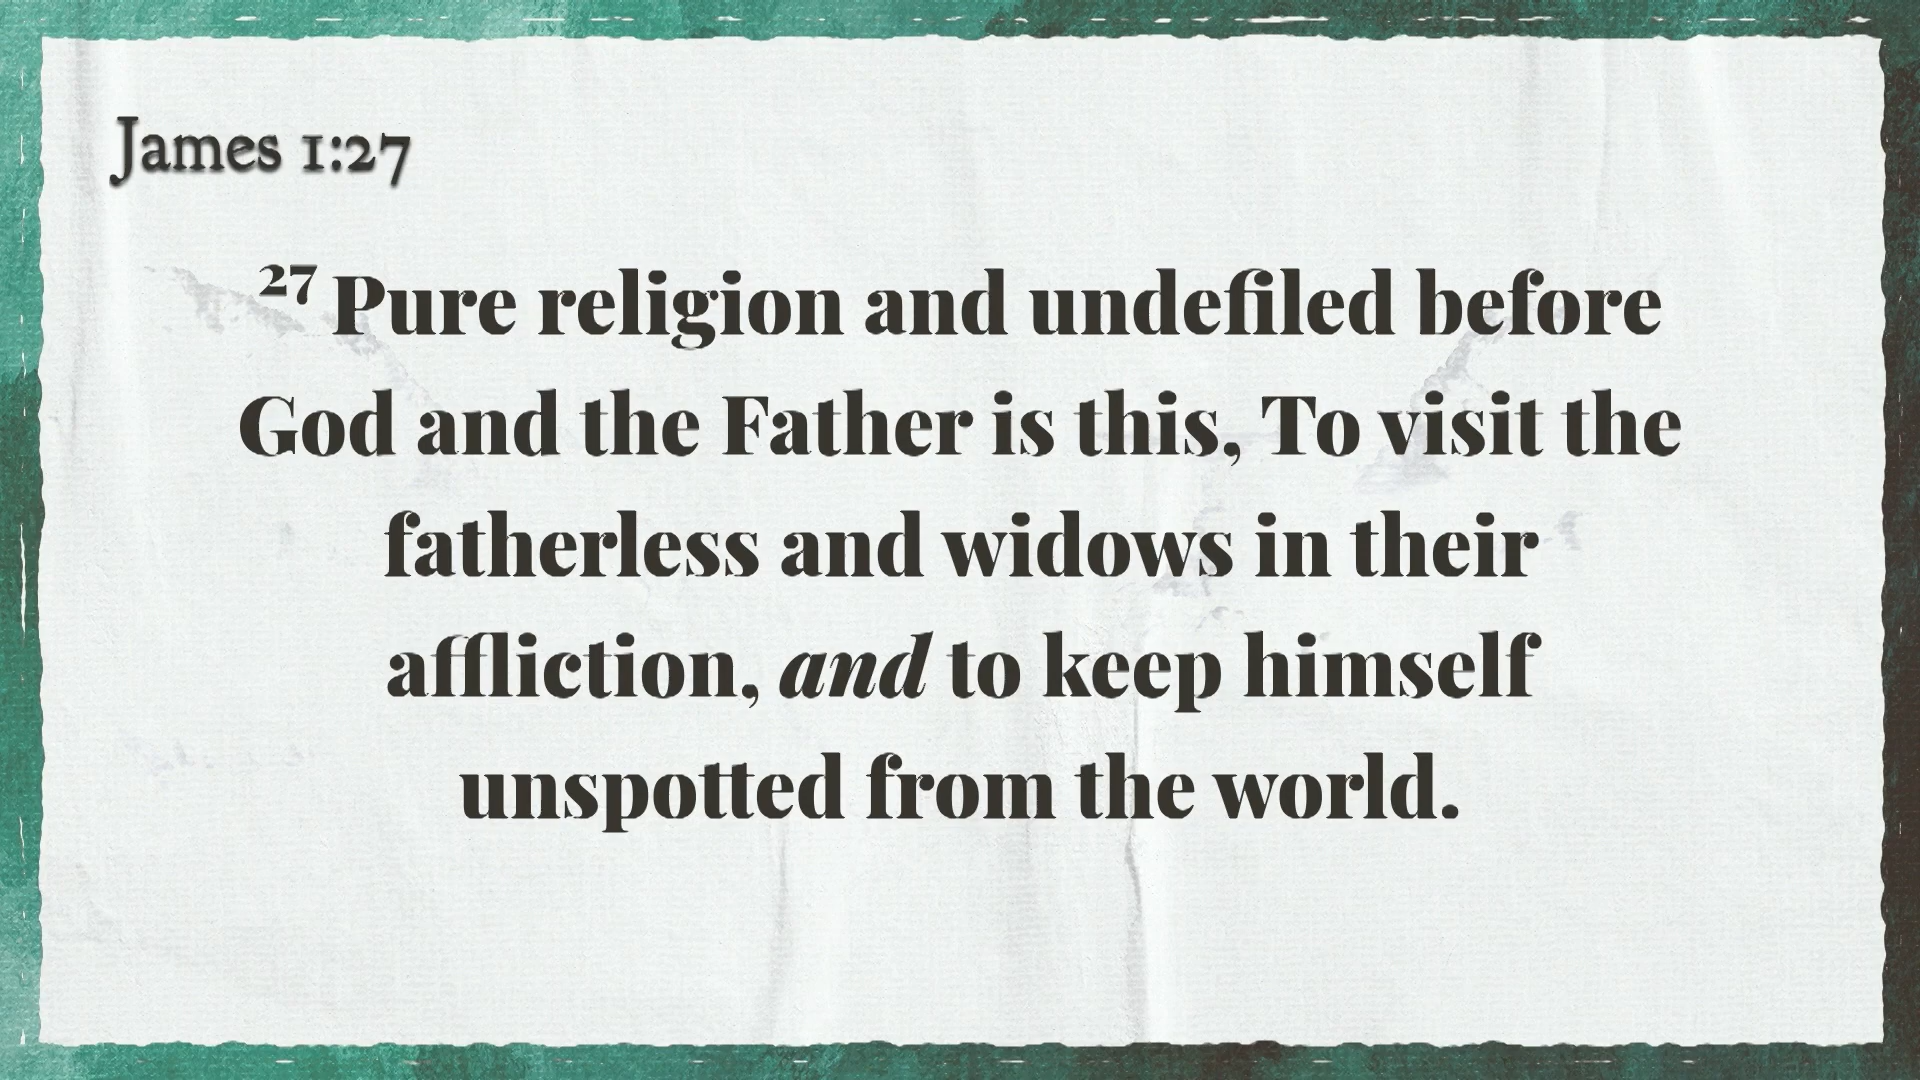 James 1:27
27 Pure religion and undefiled before
God and the Father is this, To visit the
fatherless and widows in their
affliction, and to keep himself
unspotted from the world.